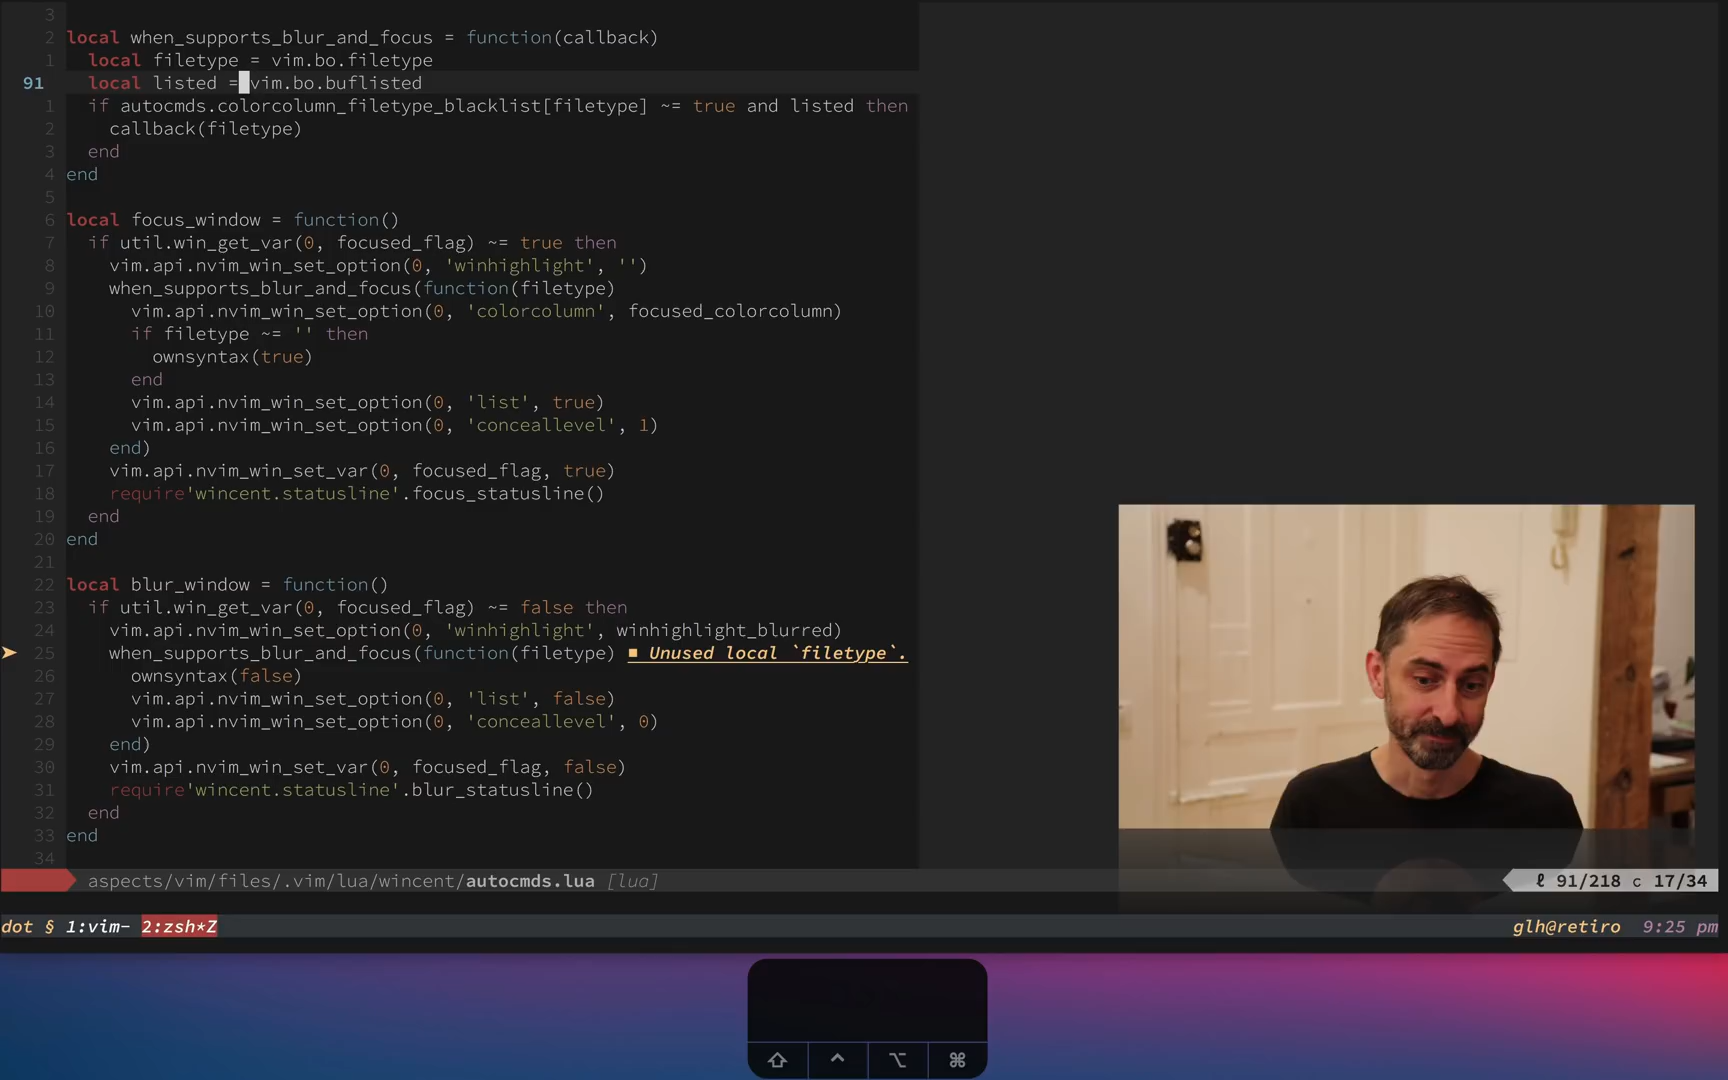 3
2 local when_supports_blur_and_focus = function(callback)
1   local filetype = vim.bo.filetype
91   local listed = vim.bo.buflisted
1   if autocmds.colorcolumn_filetype_blacklist[filetype] ~= true and listed then
2     callback(filetype)
3   end
4 end
5
6 local focus_window = function()
7   if util.win_get_var(0, focused_flag) ~= true then
8     vim.api.nvim_win_set_option(0, 'winhighlight', '')
9     when_supports_blur_and_focus(function(filetype)
10       vim.api.nvim_win_set_option(0, 'colorcolumn', focused_colorcolumn)
11       if filetype ~= '' then
12         ownsyntax(true)
13       end
14       vim.api.nvim_win_set_option(0, 'list', true)
15       vim.api.nvim_win_set_option(0, 'conceallevel', 1)
16     end)
17     vim.api.nvim_win_set_var(0, focused_flag, true)
18     require'wincent.statusline'.focus_statusline()
19   end
20 end
21
22 local blur_window = function()
23   if util.win_get_var(0, focused_flag) ~= false then
24     vim.api.nvim_win_set_option(0, 'winhighlight', winhighlight_blurred)
➤ 25     when_supports_blur_and_focus(function(filetype) ■ Unused local `filetype`.
26       ownsyntax(false)
27       vim.api.nvim_win_set_option(0, 'list', false)
28       vim.api.nvim_win_set_option(0, 'conceallevel', 0)
29     end)
30     vim.api.nvim_win_set_var(0, focused_flag, false)
31     require'wincent.statusline'.blur_statusline()
32   end
33 end
34
aspects/vim/files/.vim/lua/wincent/autocmds.lua [lua] ℓ 91/218 c 17/34
dot § 1:vim- 2:zsh*Z glh@retiro 9:25 pm
⇧ ^ ⌥ ⌘